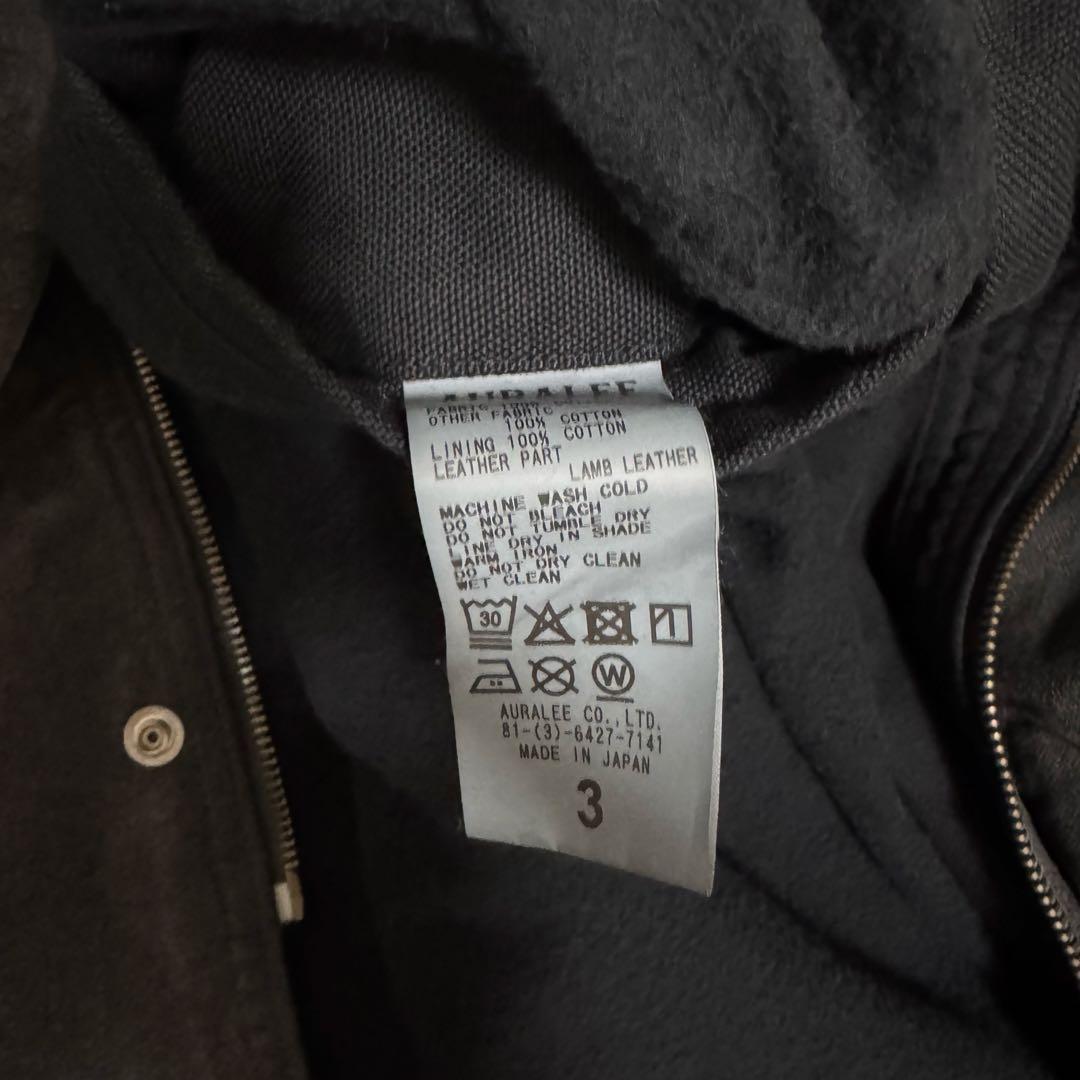 AURALEE
FABRIC 100%
OTHER FABRIC
100% COTTON
LINING 100% COTTON
LEATHER PART
LAMB LEATHER
MACHINE WASH COLD
DO NOT BLEACH
DO NOT TUMBLE DRY
LINE DRY IN SHADE
WARM IRON
DO NOT DRY CLEAN
WET CLEAN
30
W
AURALEE CO.,LTD.
81-(3)-6427-7141
MADE IN JAPAN
3